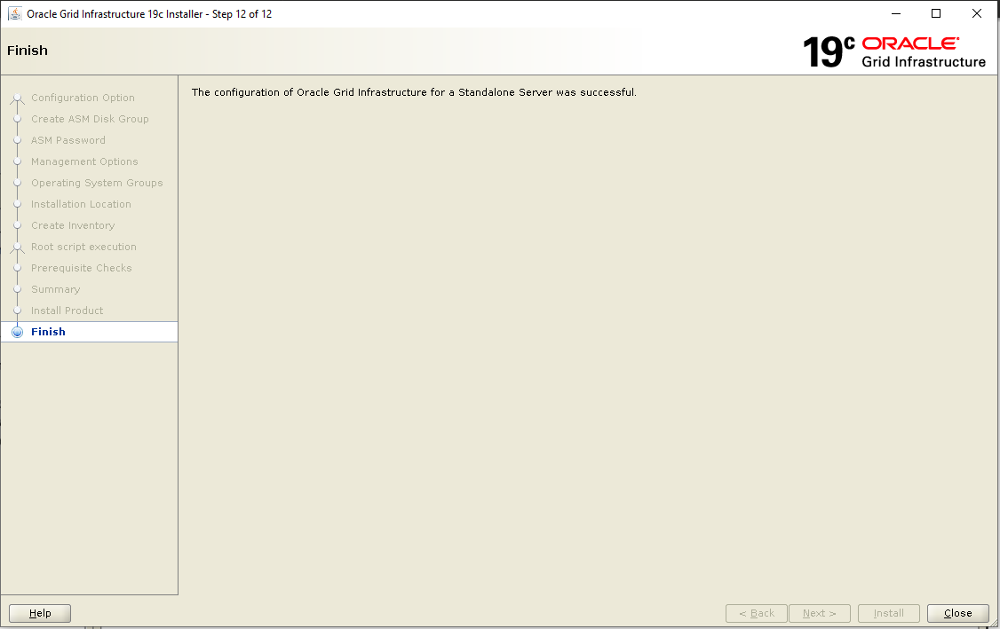 Oracle Grid Infrastructure 19c Installer - Step 12 of 12
Finish
19c ORACLE
Grid Infrastructure
Configuration Option
Create ASM Disk Group
ASM Password
Management Options
Operating System Groups
Installation Location
Create Inventory
Root script execution
Prerequisite Checks
Summary
Install Product
Finish
The configuration of Oracle Grid Infrastructure for a Standalone Server was successful.
Help
< Back
Next >
Install
Close